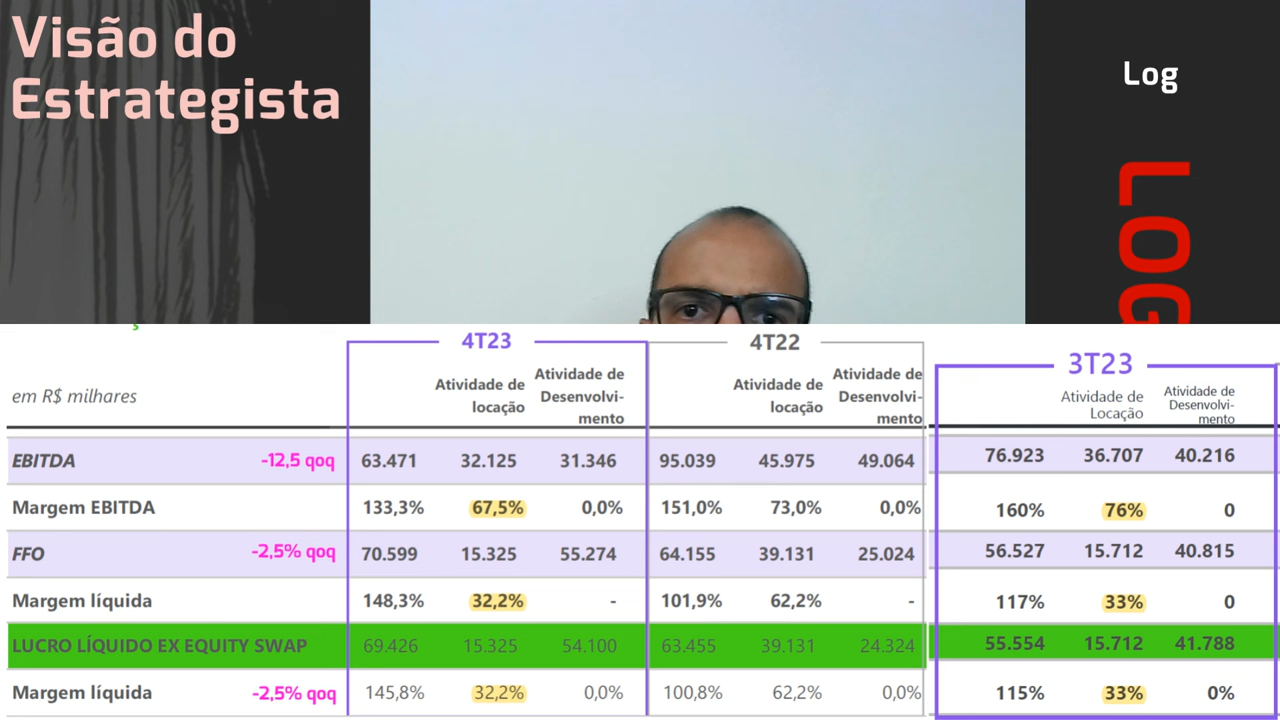 Visão do
Estrategista
Log
LOG
4T23
4T22
3T23
em R$ milhares
Atividade de
locação
Atividade de
Desenvolvi-
mento
Atividade de
locação
Atividade de
Desenvolvi-
mento
Atividade de
Locação
Atividade de
Desenvolvi-
mento
EBITDA -12,5 qoq 63.471 32.125 31.346 95.039 45.975 49.064 76.923 36.707 40.216
Margem EBITDA 133,3% 67,5% 0,0% 151,0% 73,0% 0,0% 160% 76% 0
FFO -2,5% qoq 70.599 15.325 55.274 64.155 39.131 25.024 56.527 15.712 40.815
Margem líquida 148,3% 32,2% - 101,9% 62,2% - 117% 33% 0
LUCRO LÍQUIDO EX EQUITY SWAP 69.426 15.325 54.100 63.455 39.131 24.324 55.554 15.712 41.788
Margem líquida -2,5% qoq 145,8% 32,2% 0,0% 100,8% 62,2% 0,0% 115% 33% 0%